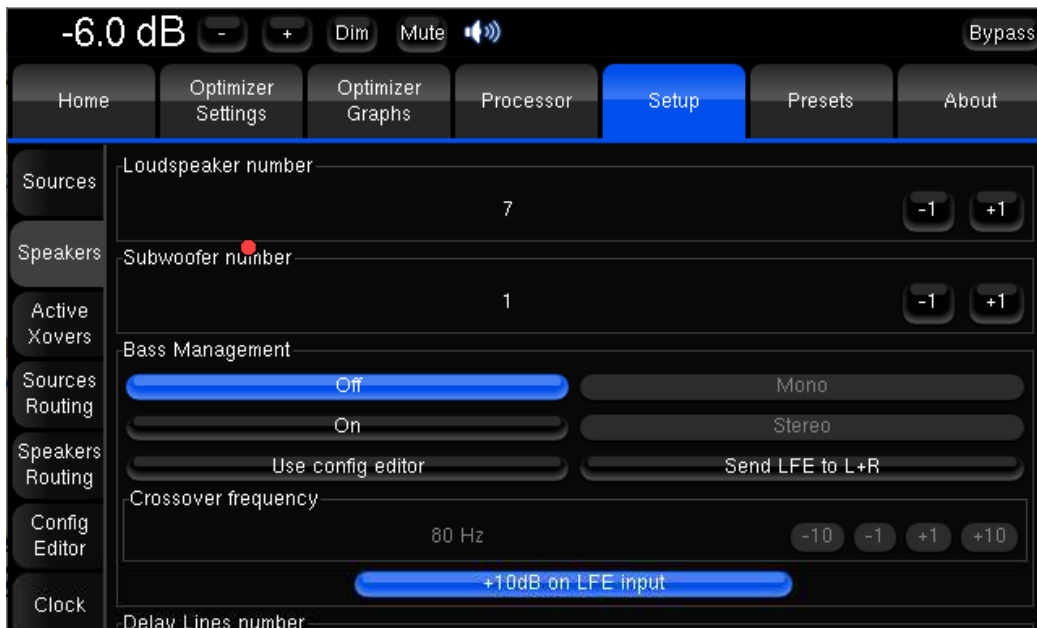 -6.0 dB - + Dim Mute Bypass
Home Optimizer Settings Optimizer Graphs Processor Setup Presets About
Sources
Speakers
Active
Xovers
Sources
Routing
Speakers
Routing
Config
Editor
Clock
Loudspeaker number
7 -1 +1
Subwoofer number
1 -1 +1
Bass Management
Off Mono
On Stereo
Use config editor Send LFE to L+R
Crossover frequency
80 Hz -10 -1 +1 +10
+10dB on LFE input
Delay Lines number